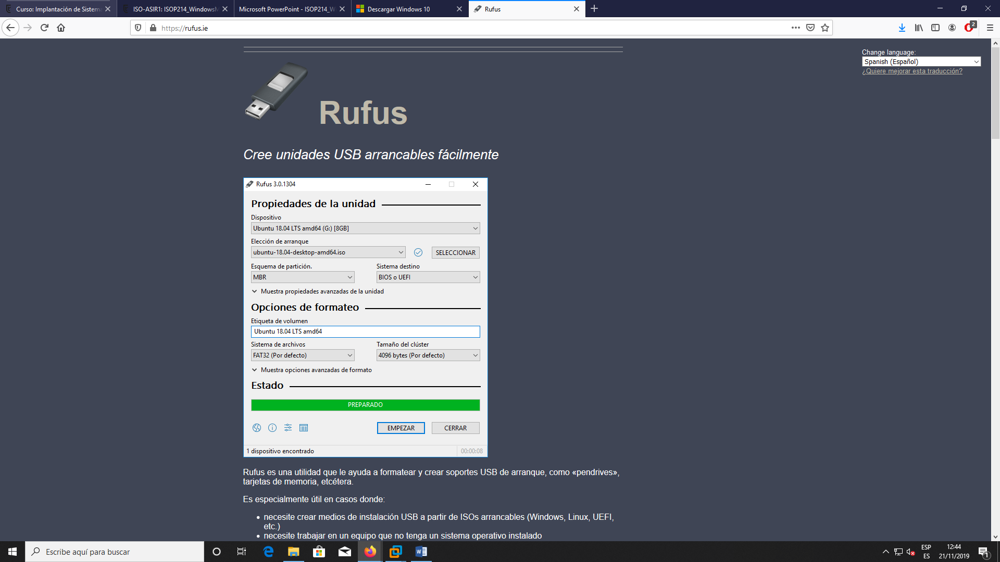 Curso: Implantación de Sistema
ISO-ASIR1: ISOP214_WindowsM
Microsoft PowerPoint - ISOP214_W
Descargar Windows 10
Rufus
https://rufus.ie
2
Change language:
Spanish (Español)
¿Quiere mejorar esta traducción?
Rufus
Cree unidades USB arrancables fácilmente
Rufus 3.0.1304
Propiedades de la unidad
Dispositivo
Ubuntu 18.04 LTS amd64 (G:) [8GB]
Elección de arranque
ubuntu-18.04-desktop-amd64.iso
SELECCIONAR
Esquema de partición.
Sistema destino
MBR
BIOS o UEFI
Muestra propiedades avanzadas de la unidad
Opciones de formateo
Etiqueta de volumen
Ubuntu 18.04 LTS amd64
Sistema de archivos
Tamaño del clúster
FAT32 (Por defecto)
4096 bytes (Por defecto)
Muestra opciones avanzadas de formato
Estado
PREPARADO
EMPEZAR
CERRAR
1 dispositivo encontrado
00:00:08
Rufus es una utilidad que le ayuda a formatear y crear soportes USB de arranque, como «pendrives»,
tarjetas de memoria, etcétera.
Es especialmente útil en casos donde:
• necesite crear medios de instalación USB a partir de ISOs arrancables (Windows, Linux, UEFI,
etc.)
• necesite trabajar en un equipo que no tenga un sistema operativo instalado
Escribe aquí para buscar
ESP
ES
12:44
21/11/2019
1